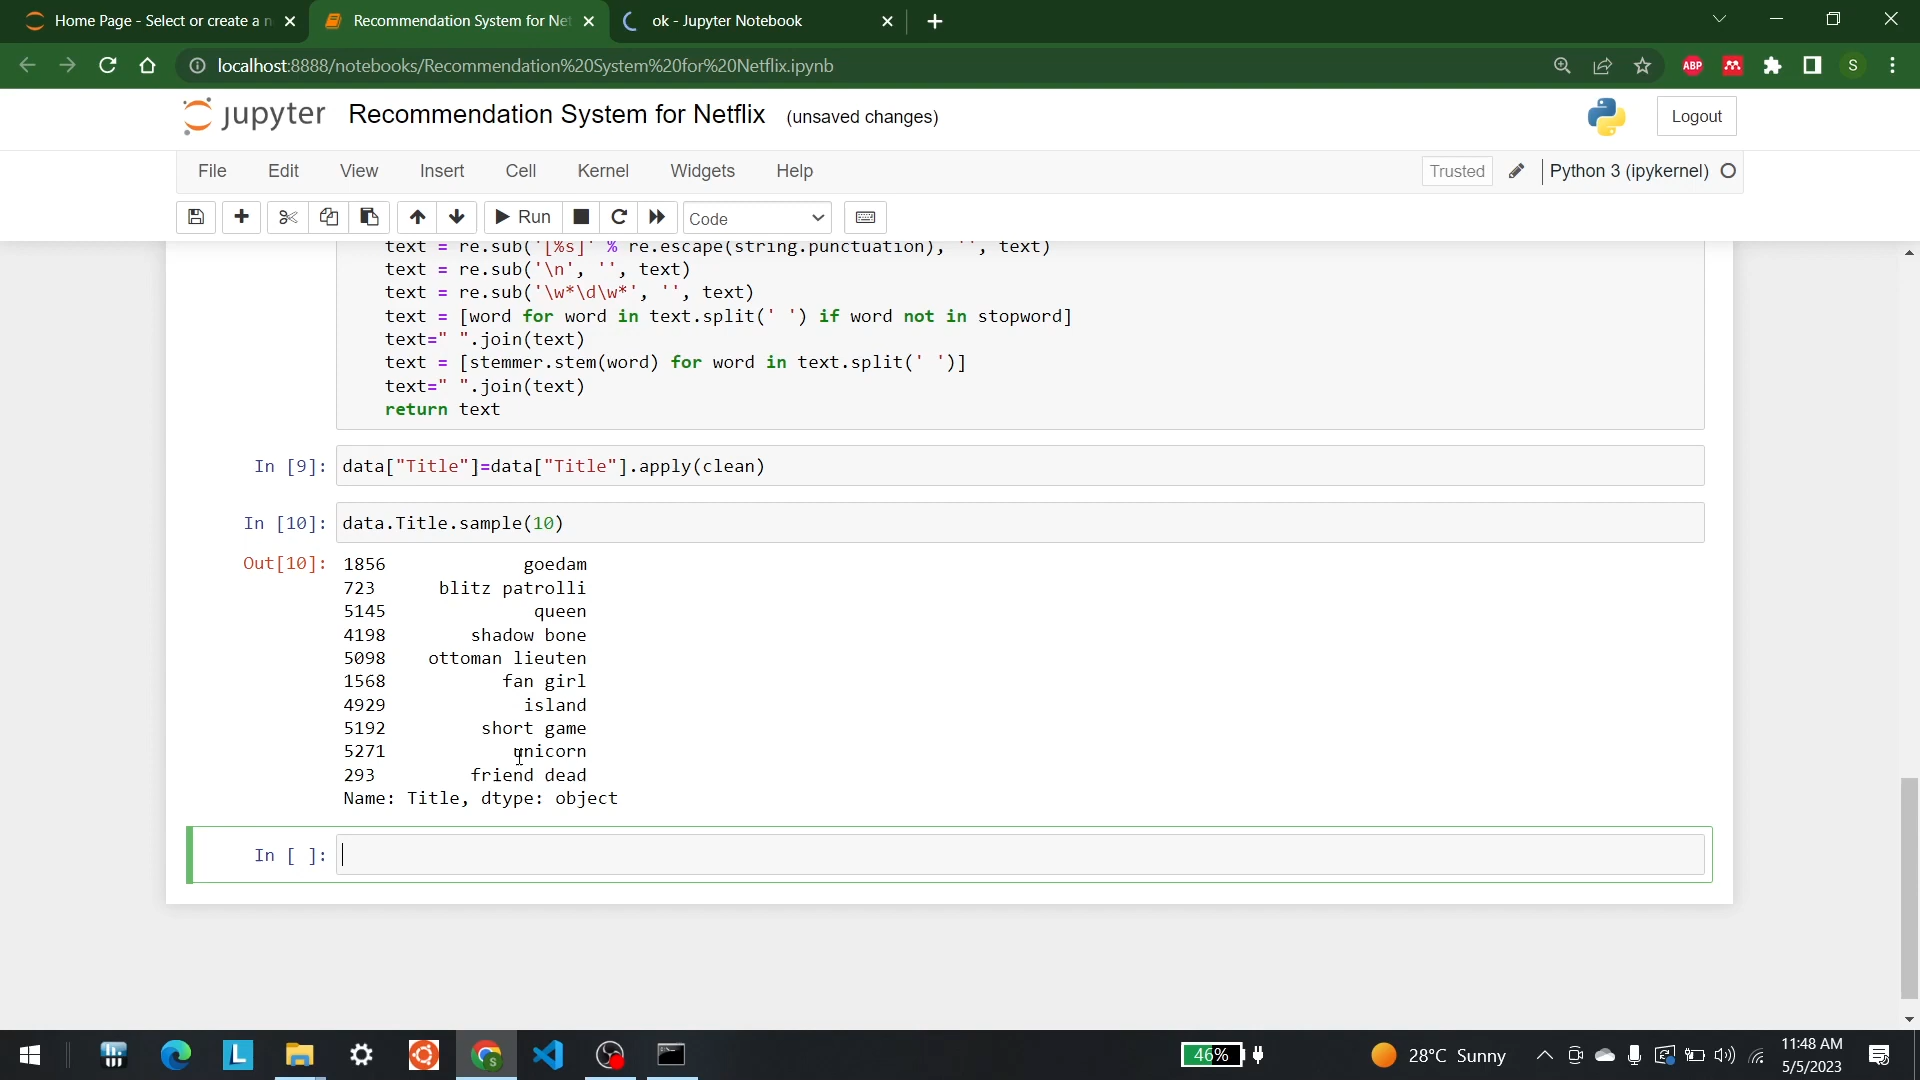 Home Page - Select or create a n
Recommendation System for Net
ok - Jupyter Notebook
localhost:8888/notebooks/Recommendation%20System%20for%20Netflix.ipynb
ABP
S
jupyter Recommendation System for Netflix (unsaved changes)
Logout
File Edit View Insert Cell Kernel Widgets Help
Trusted
Python 3 (ipykernel)
Run
Code
text = re.sub('[%s]' % re.escape(string.punctuation), '', text)
text = re.sub('\n', '', text)
text = re.sub('\w*\d\w*', '', text)
text = [word for word in text.split(' ') if word not in stopword]
text=" ".join(text)
text = [stemmer.stem(word) for word in text.split(' ')]
text=" ".join(text)
return text
In [9]: data["Title"]=data["Title"].apply(clean)
In [10]: data.Title.sample(10)
Out[10]: 1856 goedam
723 blitz patrolli
5145 queen
4198 shadow bone
5098 ottoman lieuten
1568 fan girl
4929 island
5192 short game
5271 unicorn
293 friend dead
Name: Title, dtype: object
In [ ]:
L
S
46%
28°C Sunny
11:48 AM
5/5/2023